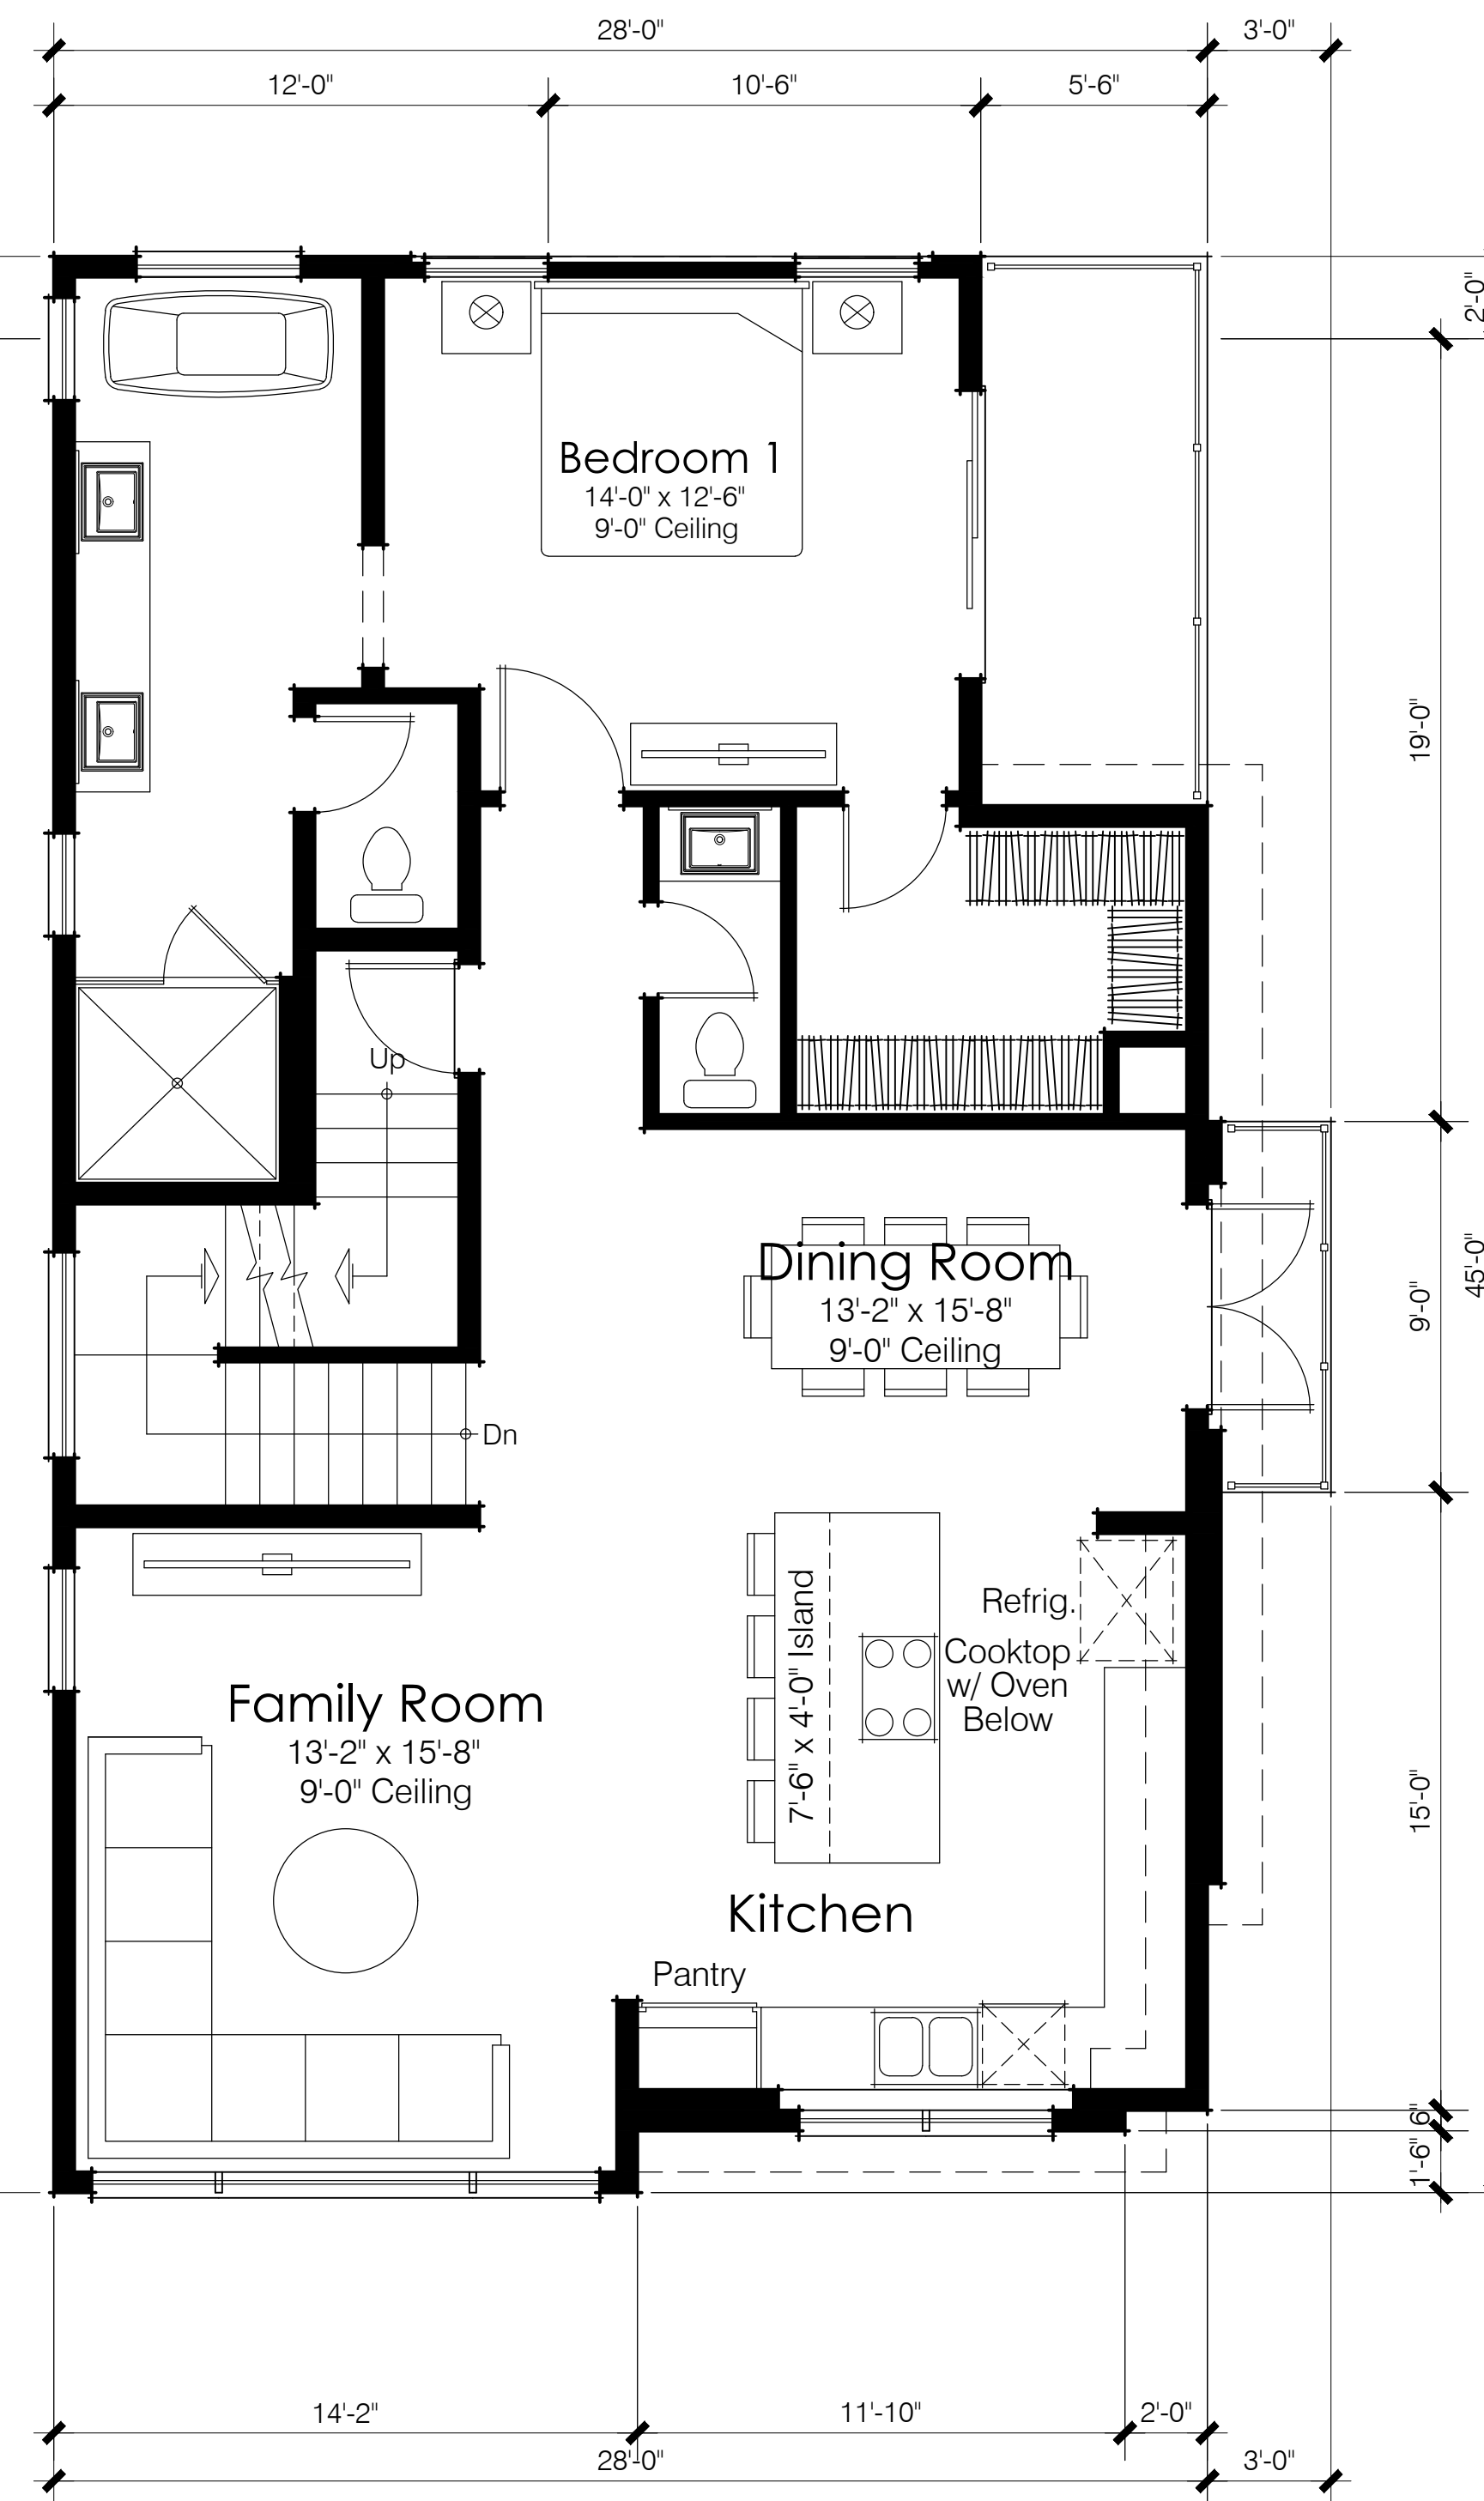 28'-0"
3'-0"
12'-0"
10'-6"
5'-6"
2'-0"
Bedroom 1
14'-0" x 12'-6"
9'-0" Ceiling
19'-0"
Up
Dining Room
13'-2" x 15'-8"
9'-0" Ceiling
9'-0"
45'-0"
Dn
7'-6" x 4'-0" Island
Refrig.
Cooktop
w/ Oven
Below
Family Room
13'-2" x 15'-8"
9'-0" Ceiling
15'-0"
Kitchen
Pantry
6"
1'-6"
14'-2"
11'-10"
2'-0"
28'-0"
3'-0"